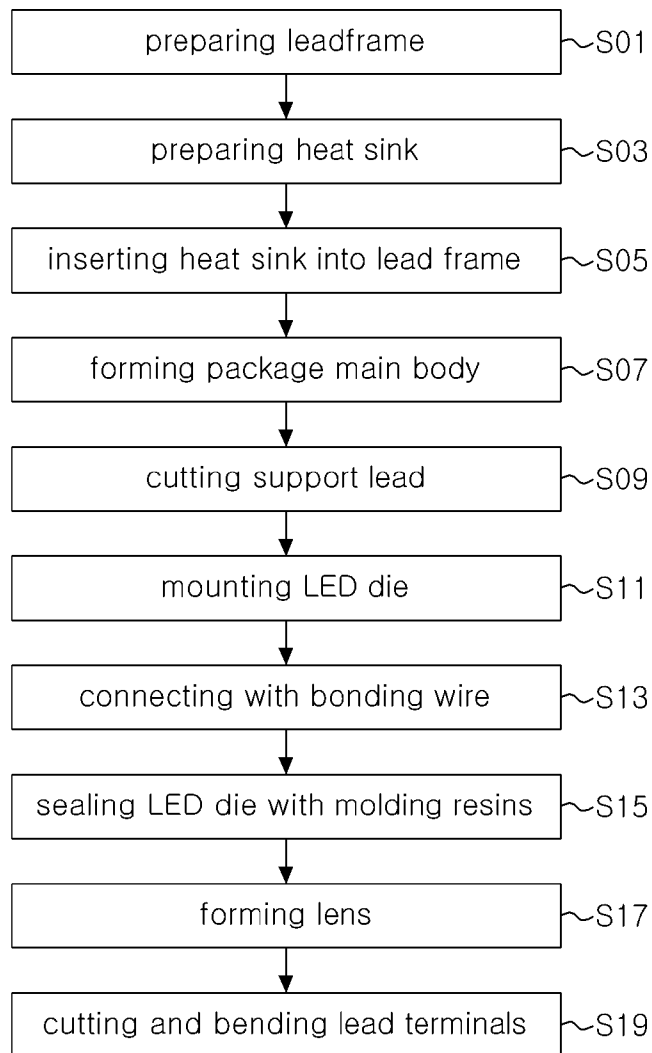 preparing leadframe S01
preparing heat sink S03
inserting heat sink into lead frame S05
forming package main body S07
cutting support lead S09
mounting LED die S11
connecting with bonding wire S13
sealing LED die with molding resins S15
forming lens S17
cutting and bending lead terminals S19